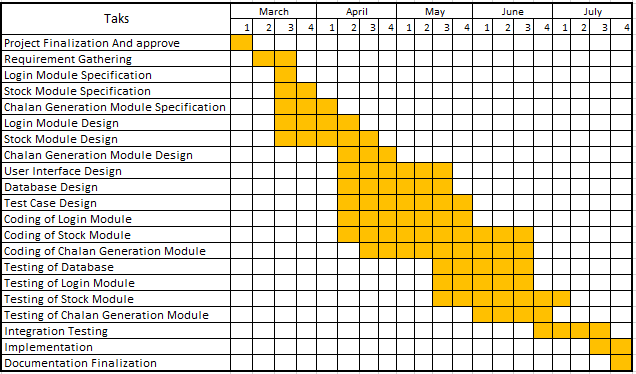 Taks March April May June July
1 2 3 4 1 2 3 4 1 2 3 4 1 2 3 4 1 2 3 4
Project Finalization And approve
Requirement Gathering
Login Module Specification
Stock Module Specification
Chalan Generation Module Specification
Login Module Design
Stock Module Design
Chalan Generation Module Design
User Interface Design
Database Design
Test Case Design
Coding of Login Module
Coding of Stock Module
Coding of Chalan Generation Module
Testing of Database
Testing of Login Module
Testing of Stock Module
Testing of Chalan Generation Module
Integration Testing
Implementation
Documentation Finalization